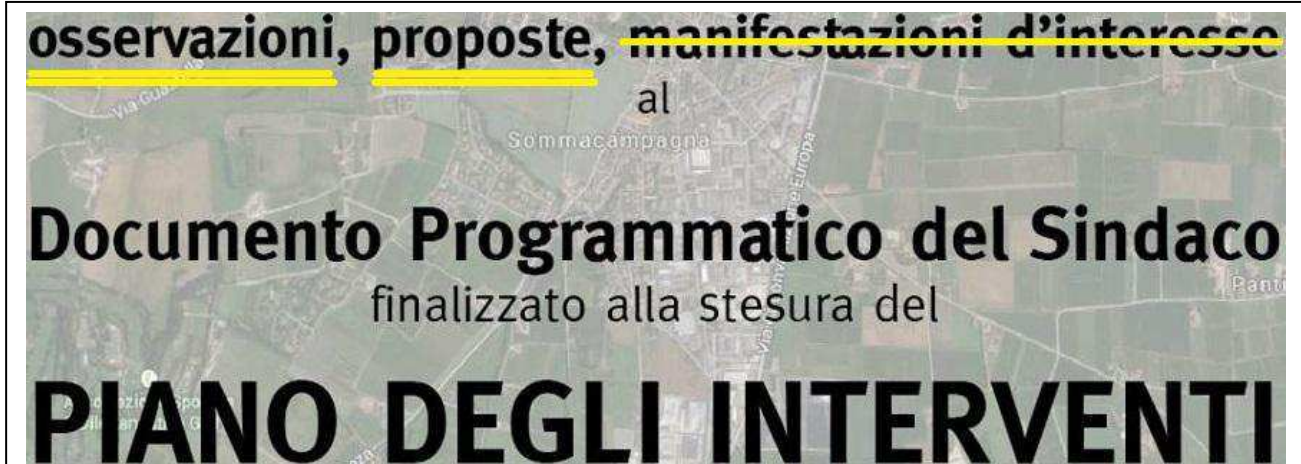 osservazioni, proposte, manifestazioni d'interesse
al
Sommacampagna
Documento Programmatico del Sindaco
finalizzato alla stesura del
PIANO DEGLI INTERVENTI